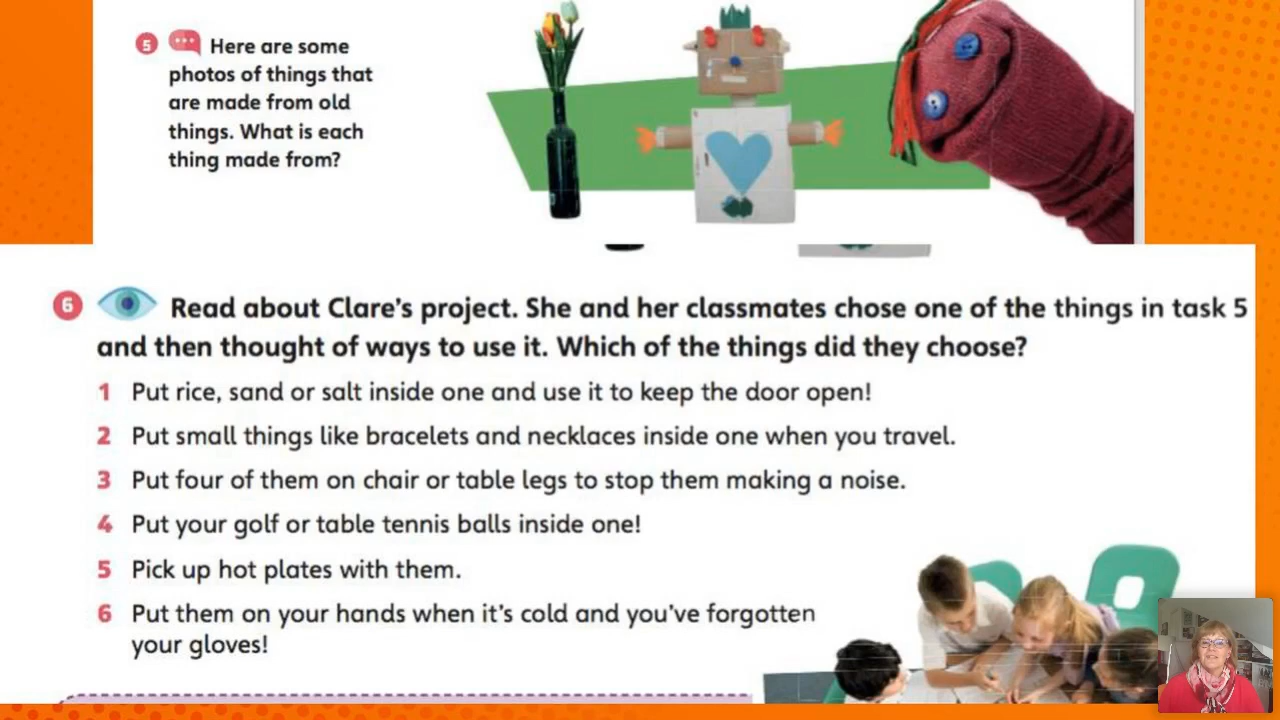 5 Here are some
photos of things that
are made from old
things. What is each
thing made from?
6 Read about Clare's project. She and her classmates chose one of the things in task 5
and then thought of ways to use it. Which of the things did they choose?
1 Put rice, sand or salt inside one and use it to keep the door open!
2 Put small things like bracelets and necklaces inside one when you travel.
3 Put four of them on chair or table legs to stop them making a noise.
4 Put your golf or table tennis balls inside one!
5 Pick up hot plates with them.
6 Put them on your hands when it's cold and you've forgotten
your gloves!